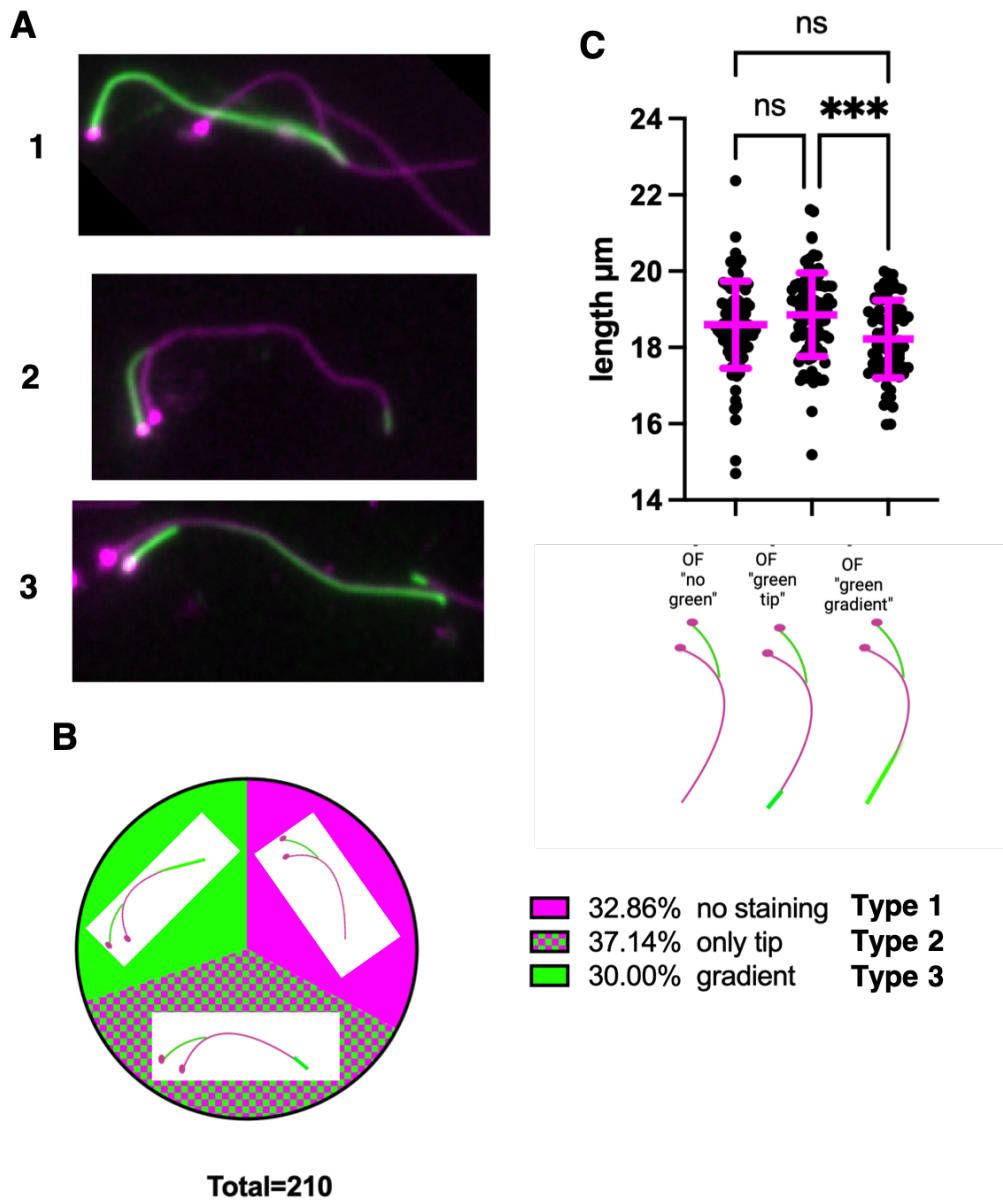 A
1
2
3
B
Total=210
C
ns
ns
***
24
22
20
18
16
14
length µm
OF
"no
green"
OF
"green
tip"
OF
"green
gradient"
32.86% no staining Type 1
37.14% only tip Type 2
30.00% gradient Type 3